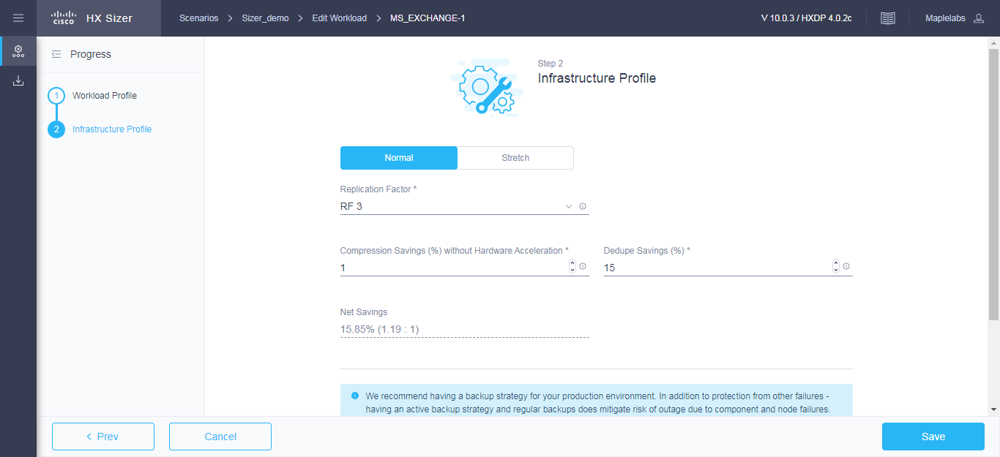 CISCO HX Sizer Scenarios Sizer_demo Edit Workload MS_EXCHANGE-1 V 10.0.3 / HXDP 4.0.2c Maplelabs
Progress
1 Workload Profile
2 Infrastructure Profile
Step 2
Infrastructure Profile
Normal Stretch
Replication Factor *
RF 3
Compression Savings (%) without Hardware Acceleration * Dedupe Savings (%) *
1 15
Net Savings
15.85% (1.19 : 1)
We recommend having a backup strategy for your production environment. In addition to protection from other failures -
having an active backup strategy and regular backups does mitigate risk of outage due to component and node failures.
Prev Cancel Save